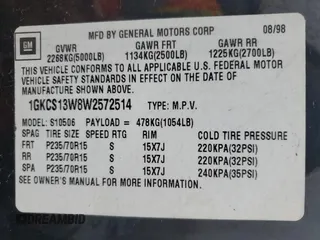 GM
MFD BY GENERAL MOTORS CORP 08/98
GVWR GAWR FRT GAWR RR
2268KG(5000LB) 1134KG(2500LB) 1225KG(2700LB)
THIS VEHICLE CONFORMS TO ALL APPLICABLE U.S. FEDERAL MOTOR
VEHICLE SAFETY STANDARDS IN EFFECT ON THE DATE OF
MANUFACTURE SHOWN ABOVE.
1GKCS13W8W2572514 TYPE: M.P.V.
MODEL: S10506 PAYLOAD= 478KG(1054LB)
SPAG TIRE SIZE SPEED RTG RIM COLD TIRE PRESSURE
FRT P235/70R15 S 15X7J 220KPA(32PSI)
RR P235/70R15 S 15X7J 220KPA(32PSI)
SPA P235/70R15 S 15X7J 240KPA(35PSI)
SEE OWNER'S MANUAL FOR MORE INFORMATION.